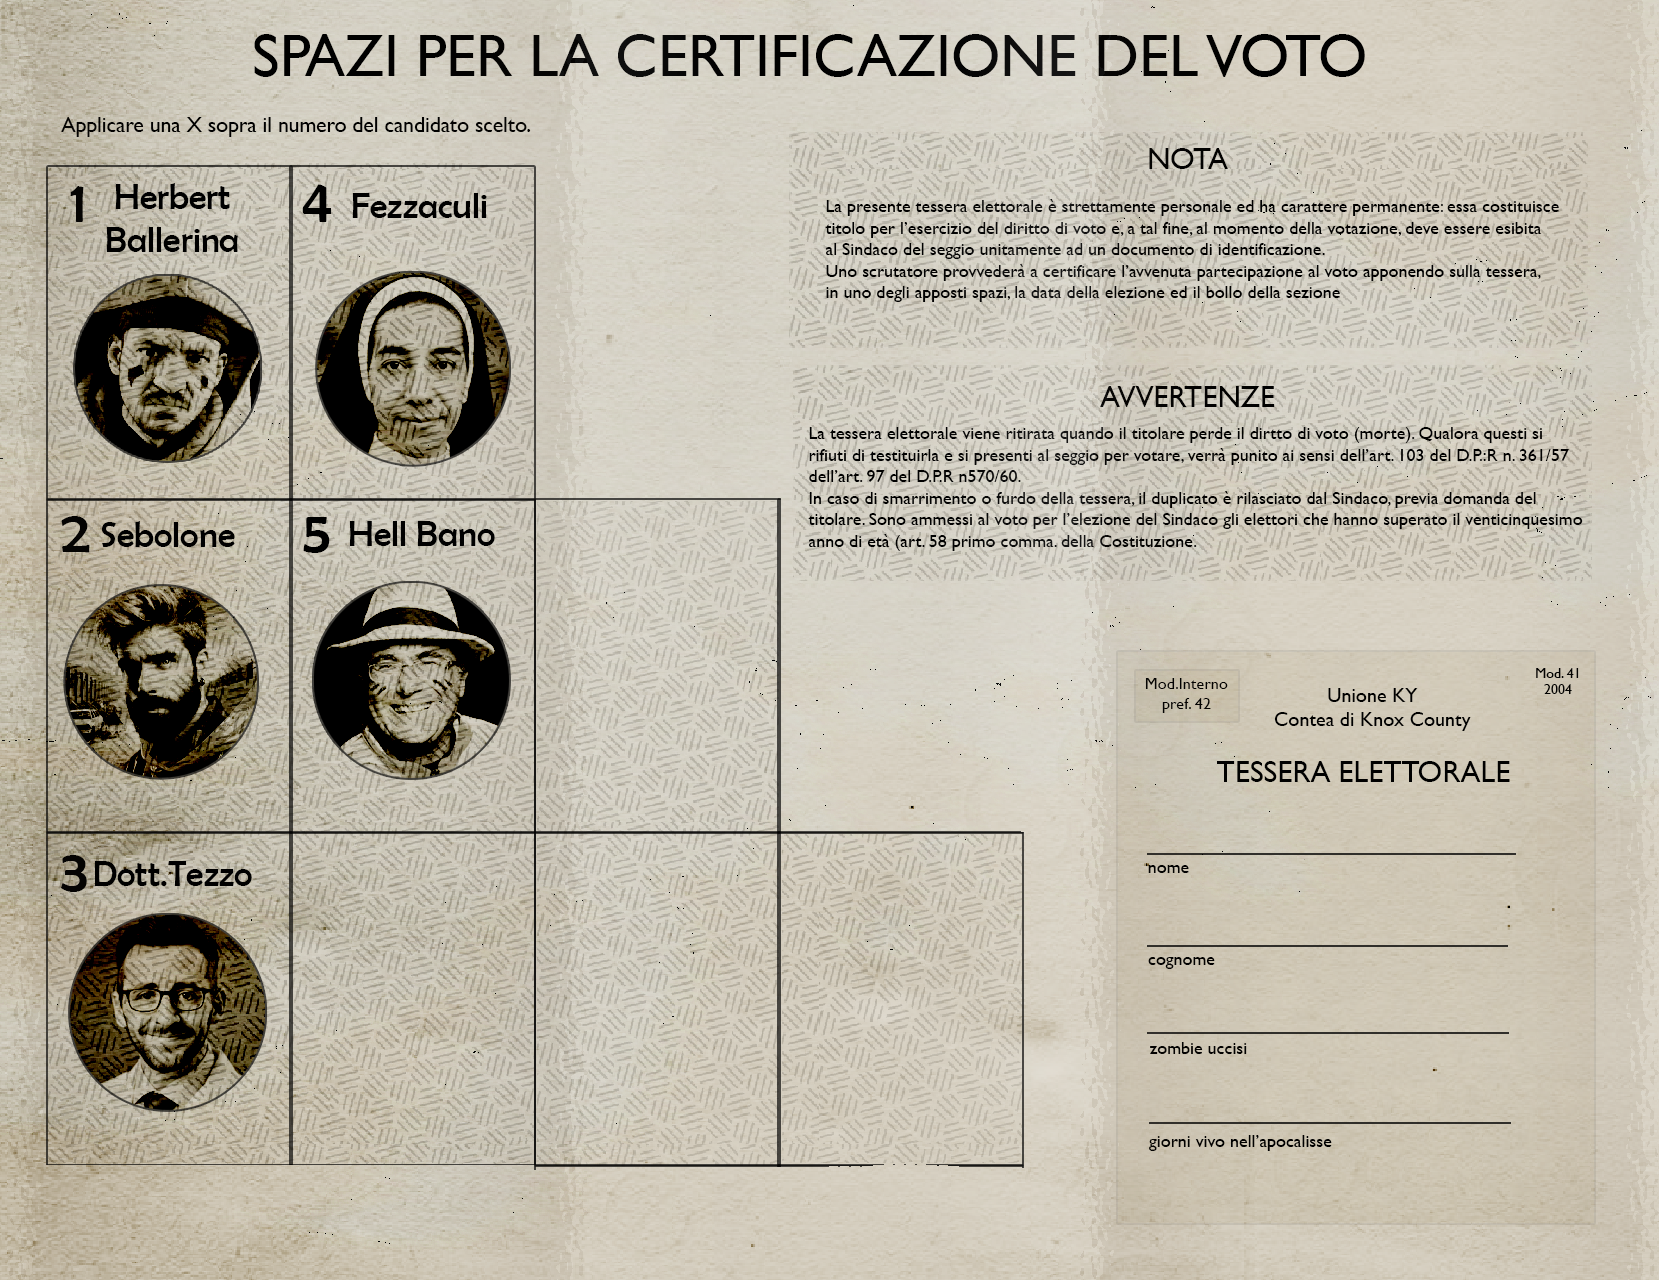 SPAZI PER LA CERTIFICAZIONE DEL VOTO
Applicare una X sopra il numero del candidato scelto.
1 Herbert
Ballerina
4 Fezzaculi
2 Sebolone
5 Hell Bano
3 Dott.Tezzo
NOTA
La presente tessera elettorale è strettamente personale ed ha carattere permanente: essa costituisce
titolo per l'esercizio del diritto di voto e, a tal fine, al momento della votazione, deve essere esibita
al Sindaco del seggio unitamente ad un documento di identificazione.
Uno scrutatore provvederà a certificare l'avvenuta partecipazione al voto apponendo sulla tessera,
in uno degli apposti spazi, la data della elezione ed il bollo della sezione
AVVERTENZE
La tessera elettorale viene ritirata quando il titolare perde il dirtto di voto (morte). Qualora questi si
rifiuti di testituirla e si presenti al seggio per votare, verrà punito ai sensi dell'art. 103 del D.P.:R n. 361/57
dell'art. 97 del D.P.R n570/60.
In caso di smarrimento o furdo della tessera, il duplicato è rilasciato dal Sindaco, previa domanda del
titolare. Sono ammessi al voto per l'elezione del Sindaco gli elettori che hanno superato il venticinquesimo
anno di età (art. 58 primo comma. della Costituzione.
Mod.Interno
pref. 42
Mod. 41
2004
Unione KY
Contea di Knox County
TESSERA ELETTORALE
nome
cognome
zombie uccisi
giorni vivo nell'apocalisse